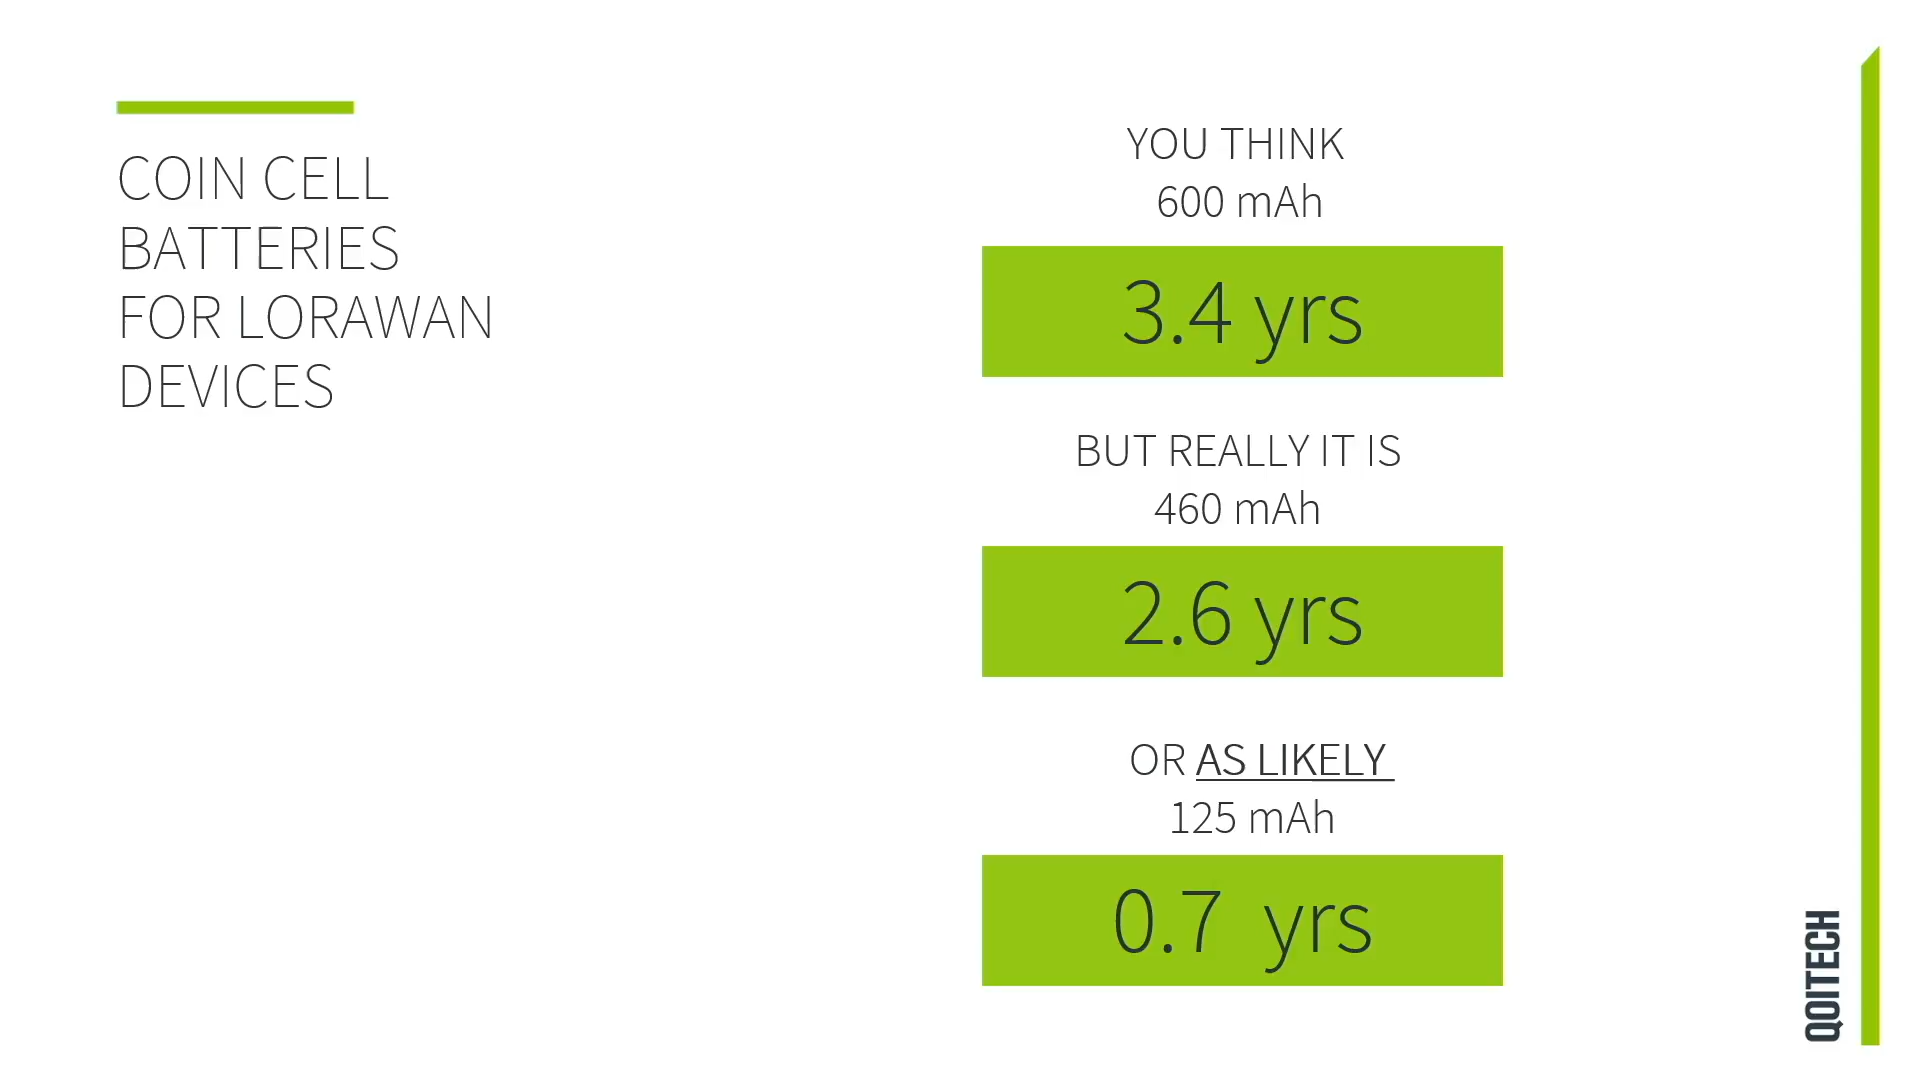 COIN CELL
BATTERIES
FOR LORAWAN
DEVICES
YOU THINK
600 mAh
3.4 yrs
BUT REALLY IT IS
460 mAh
2.6 yrs
OR AS LIKELY
125 mAh
0.7 yrs
QOITECH